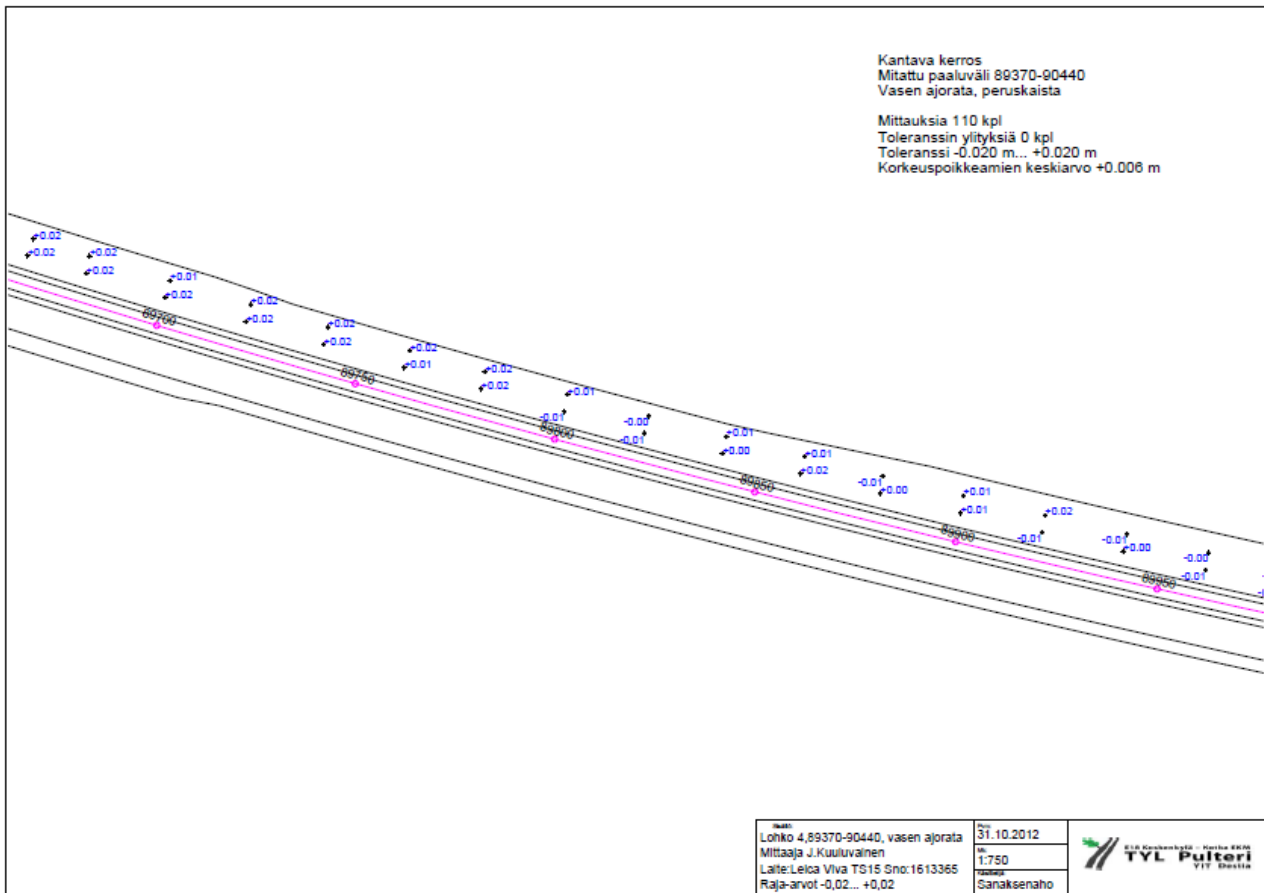 Kantava kerros
Mitattu paaluväli 89370-90440
Vasen ajorata, peruskaista
Mittauksia 110 kpl
Toleranssin ylityksiä 0 kpl
Toleranssi -0.020 m... +0.020 m
Korkeuspoikkeamien keskiarvo +0.006 m
+0.02
+0.02
+0.02
+0.02
+0.01
+0.02
+0.02
+0.02
+0.02
+0.02
+0.02
+0.01
+0.02
+0.02
+0.01
-0.01
-0.00
-0.01
+0.01
+0.00
+0.01
+0.02
-0.01
+0.00
+0.01
+0.01
+0.02
-0.01
-0.01
+0.00
-0.00
-0.01
89700
89750
89800
89850
89900
89950
Lohko 4,89370-90440, vasen ajorata
Mittaaja J.Kuuluvainen
Laite:Leica Viva TS15 Sno:1613365
Raja-arvot -0,02... +0,02
31.10.2012
1:750
Sanaksenaho
E18 Keskenkylä - Kotka EKM
TYL Pulteri
YIT Destia